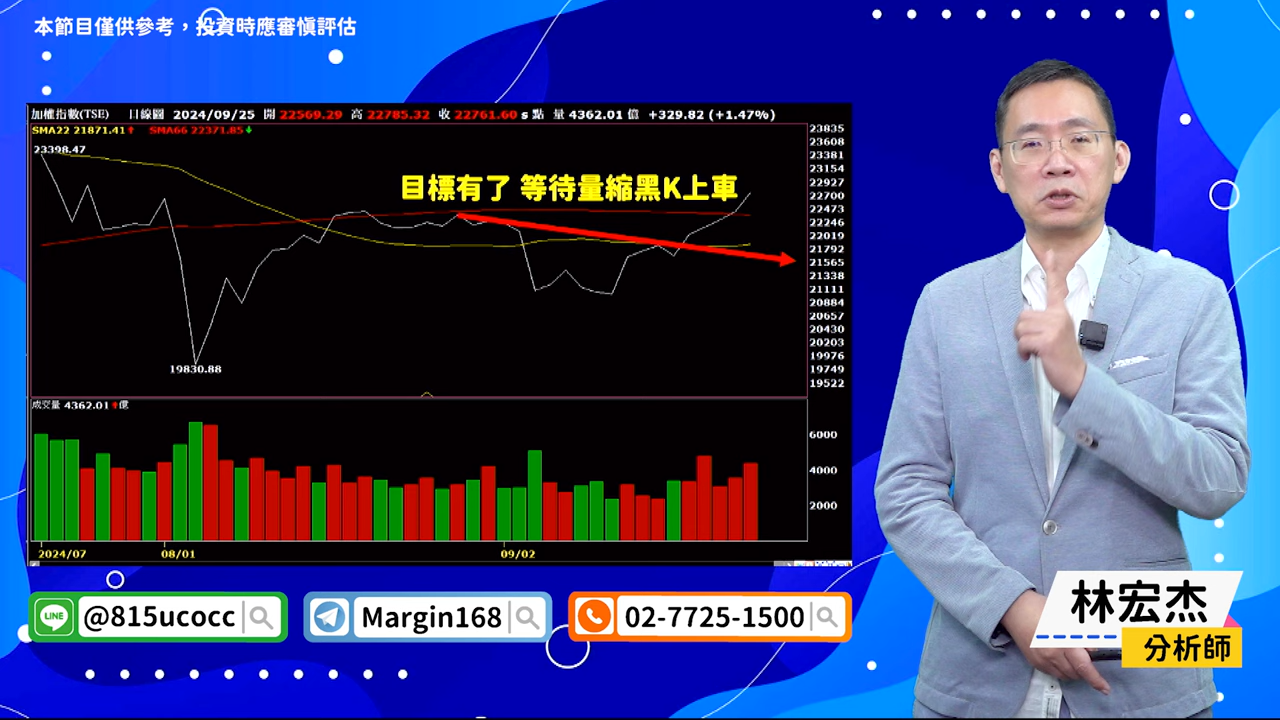 本節目僅供參考，投資時應審慎評估
加權指數(TSE) 日線圖 2024/09/25 開 22569.29 高 22785.32 收 22761.60 s 點 量 4362.01 億 +329.82 (+1.47%)
SMA22 21871.41↑ SMA66 22371.85↓
23398.47
目標有了 等待量縮黑K上車
19830.88
23835
23608
23381
23154
22927
22700
22473
22246
22019
21792
21565
21338
21111
20884
20657
20430
20203
19976
19749
19522
成交量 4362.01↑億
6000
4000
2000
2024/07 08/01 09/02
LINE @815ucocc
Margin168
02-7725-1500
林宏杰
分析師